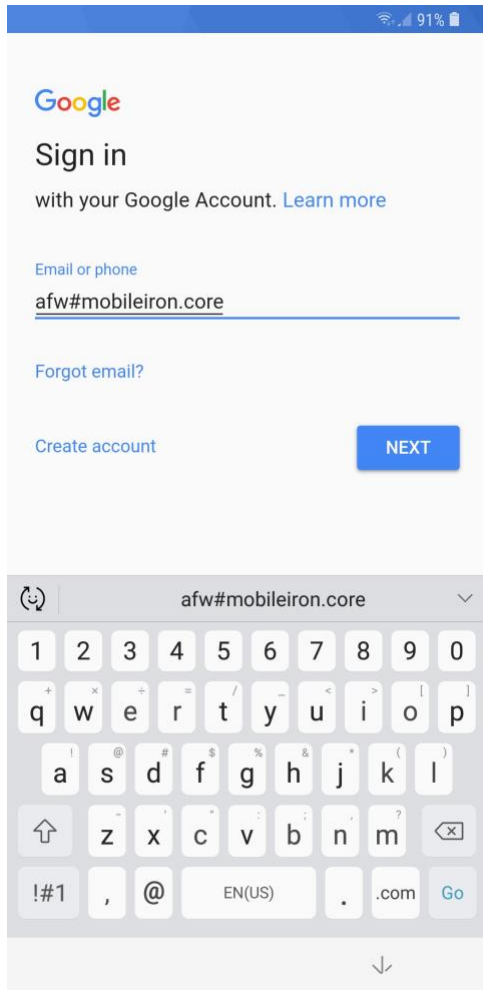 91%
Google
Sign in
with your Google Account. Learn more
Email or phone
afw#mobileiron.core
Forgot email?
Create account
NEXT
afw#mobileiron.core
1 2 3 4 5 6 7 8 9 0
+ × ÷ = / _ < > [ ]
q w e r t y u i o p
! @ # $ % & * ( )
a s d f g h j k l
- ' " : ; , ?
z x c v b n m
!#1 , @ EN(US) . .com Go